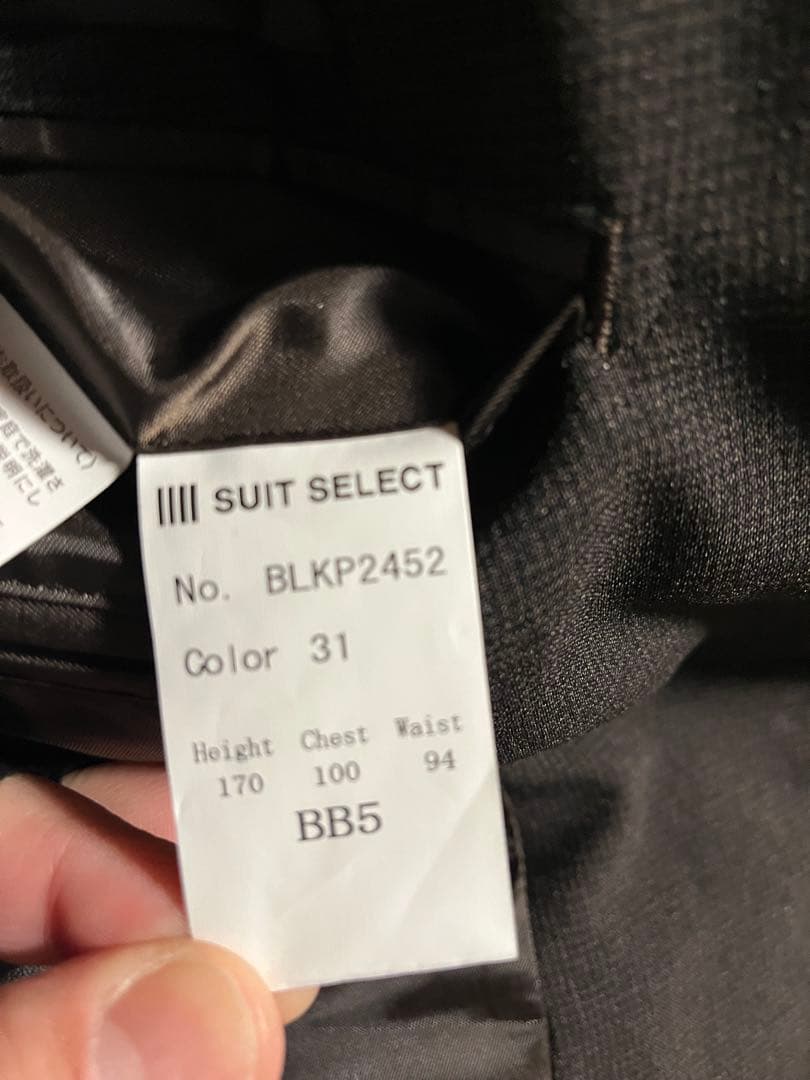 SUIT SELECT
No. BLKP2452
Color 31
Height Chest Waist
170 100 94
BB5